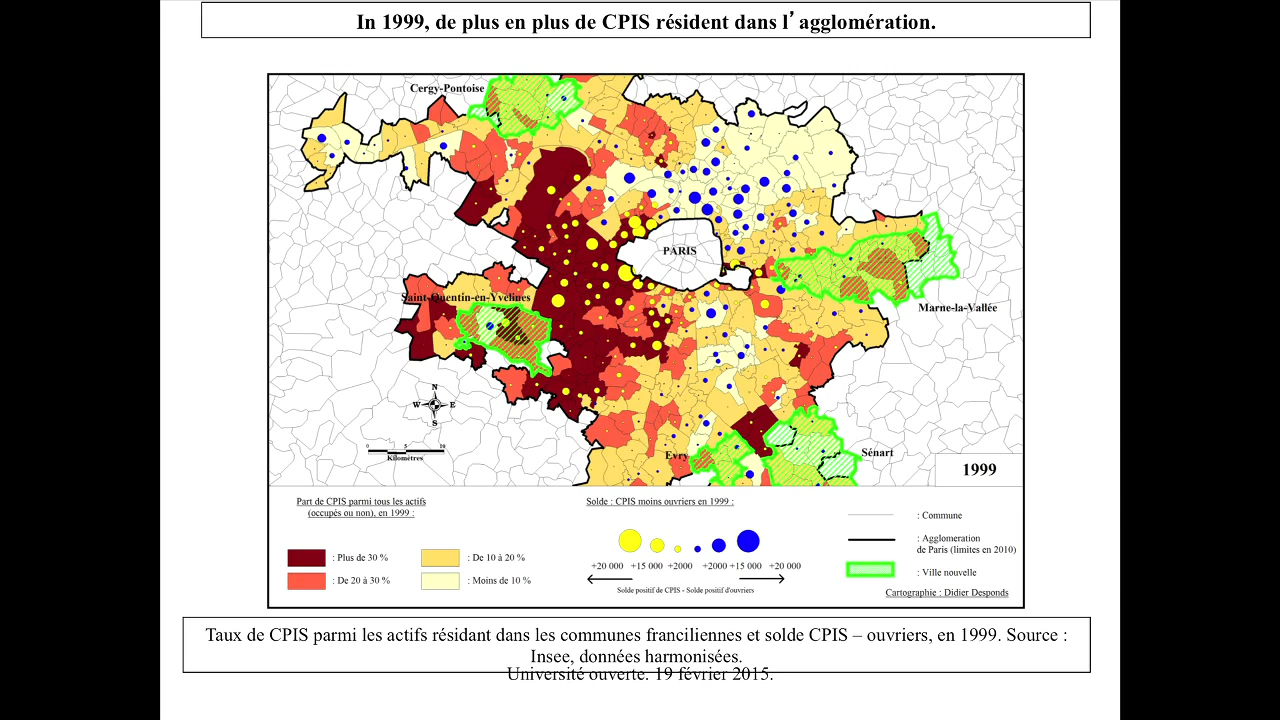 In 1999, de plus en plus de CPIS résident dans l’agglomération.
Cergy-Pontoise
PARIS
Saint-Quentin-en-Yvelines
Marne-la-Vallée
N
W E
S
0 5 10
Kilomètres
Evry
Sénart
1999
Part de CPIS parmi tous les actifs
(occupés ou non), en 1999 :
: Plus de 30 %
: De 10 à 20 %
: De 20 à 30 %
: Moins de 10 %
Solde : CPIS moins ouvriers en 1999 :
+20 000 +15 000 +2000 +2000 +15 000 +20 000
Solde positif de CPIS - Solde positif d'ouvriers
: Commune
: Agglomeration
de Paris (limites en 2010)
: Ville nouvelle
Cartographie : Didier Desponds
Taux de CPIS parmi les actifs résidant dans les communes franciliennes et solde CPIS – ouvriers, en 1999. Source :
Insee, données harmonisées.
Université ouverte. 19 février 2015.